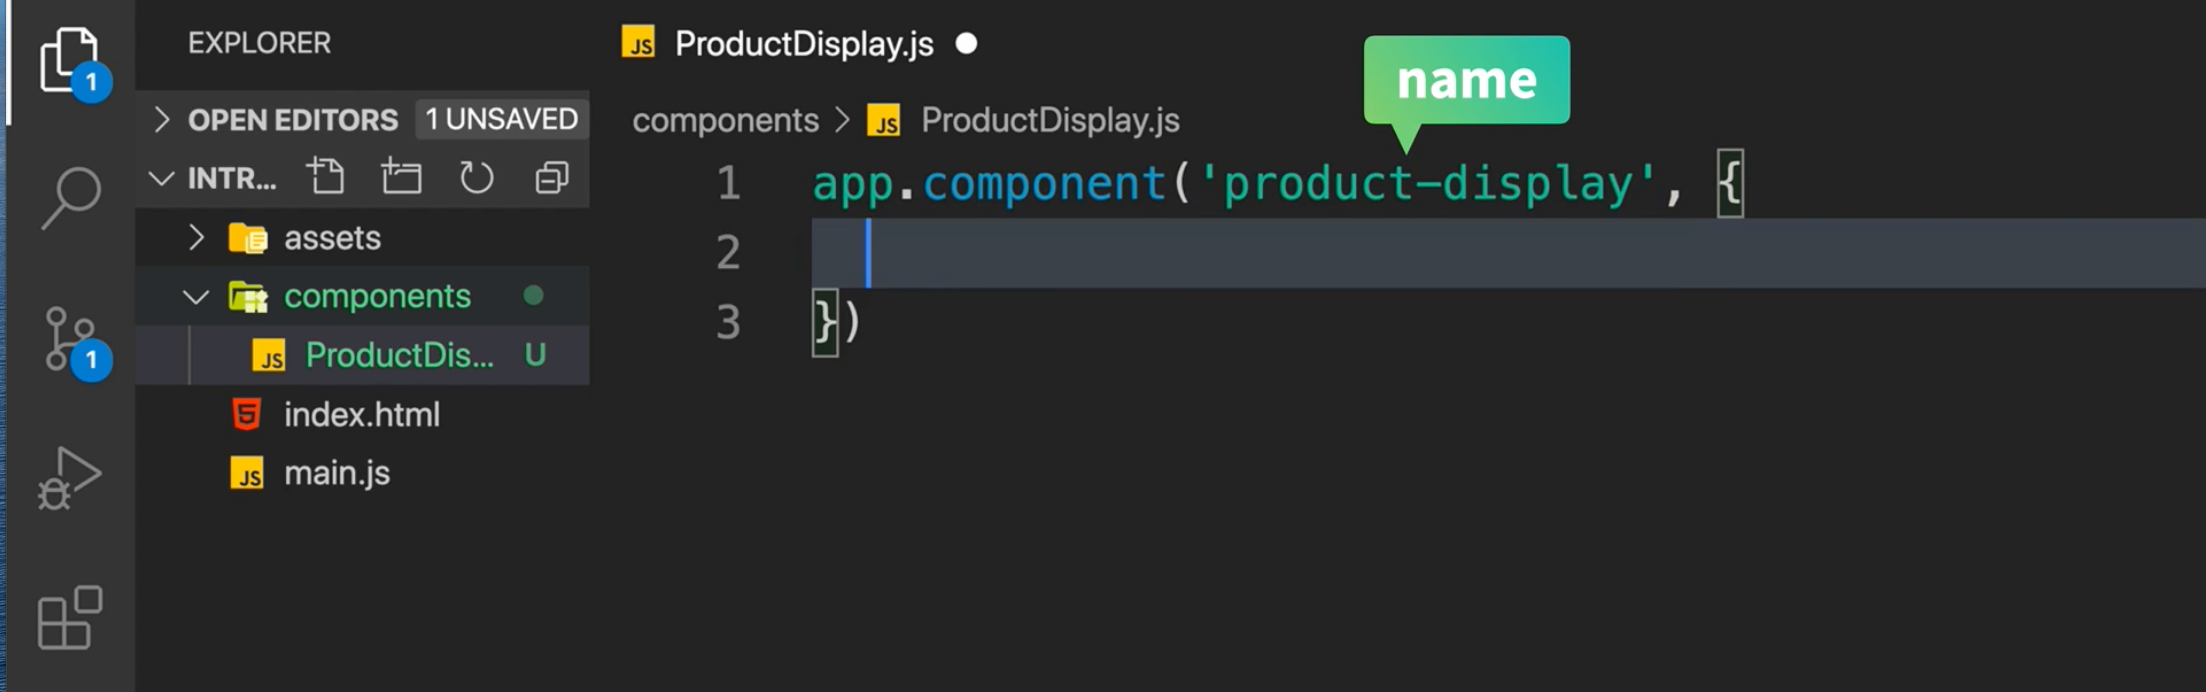 EXPLORER
OPEN EDITORS 1 UNSAVED
INTR...
assets
components
JS ProductDis... U
5 index.html
JS main.js
1
1
JS ProductDisplay.js
components > JS ProductDisplay.js
name
1 app.component('product-display', {
2
3 })